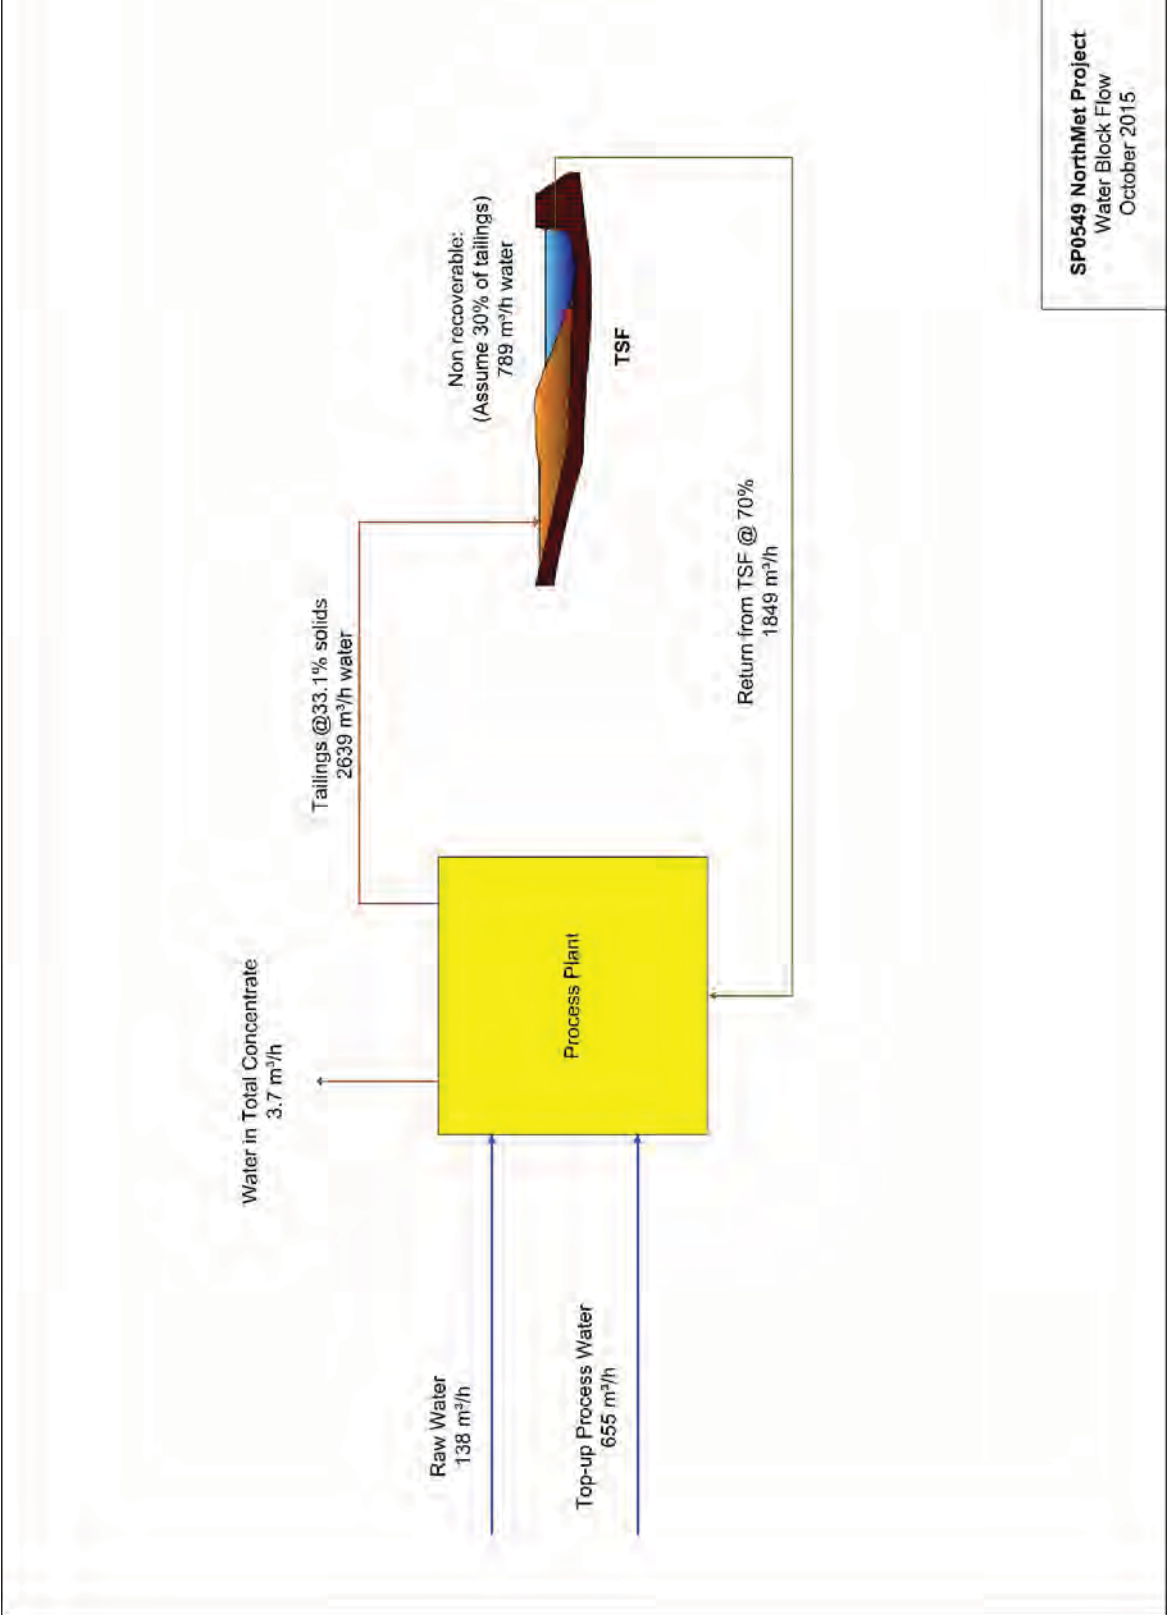 Water in Total Concentrate
3.7 m³/h
Tailings @33.1% solids
2639 m³/h water
Non recoverable:
(Assume 30% of tailings)
789 m³/h water
Raw Water
138 m³/h
Process Plant
TSF
Top-up Process Water
655 m³/h
Return from TSF @ 70%
1849 m³/h
SP0549 NorthMet Project
Water Block Flow
October 2015